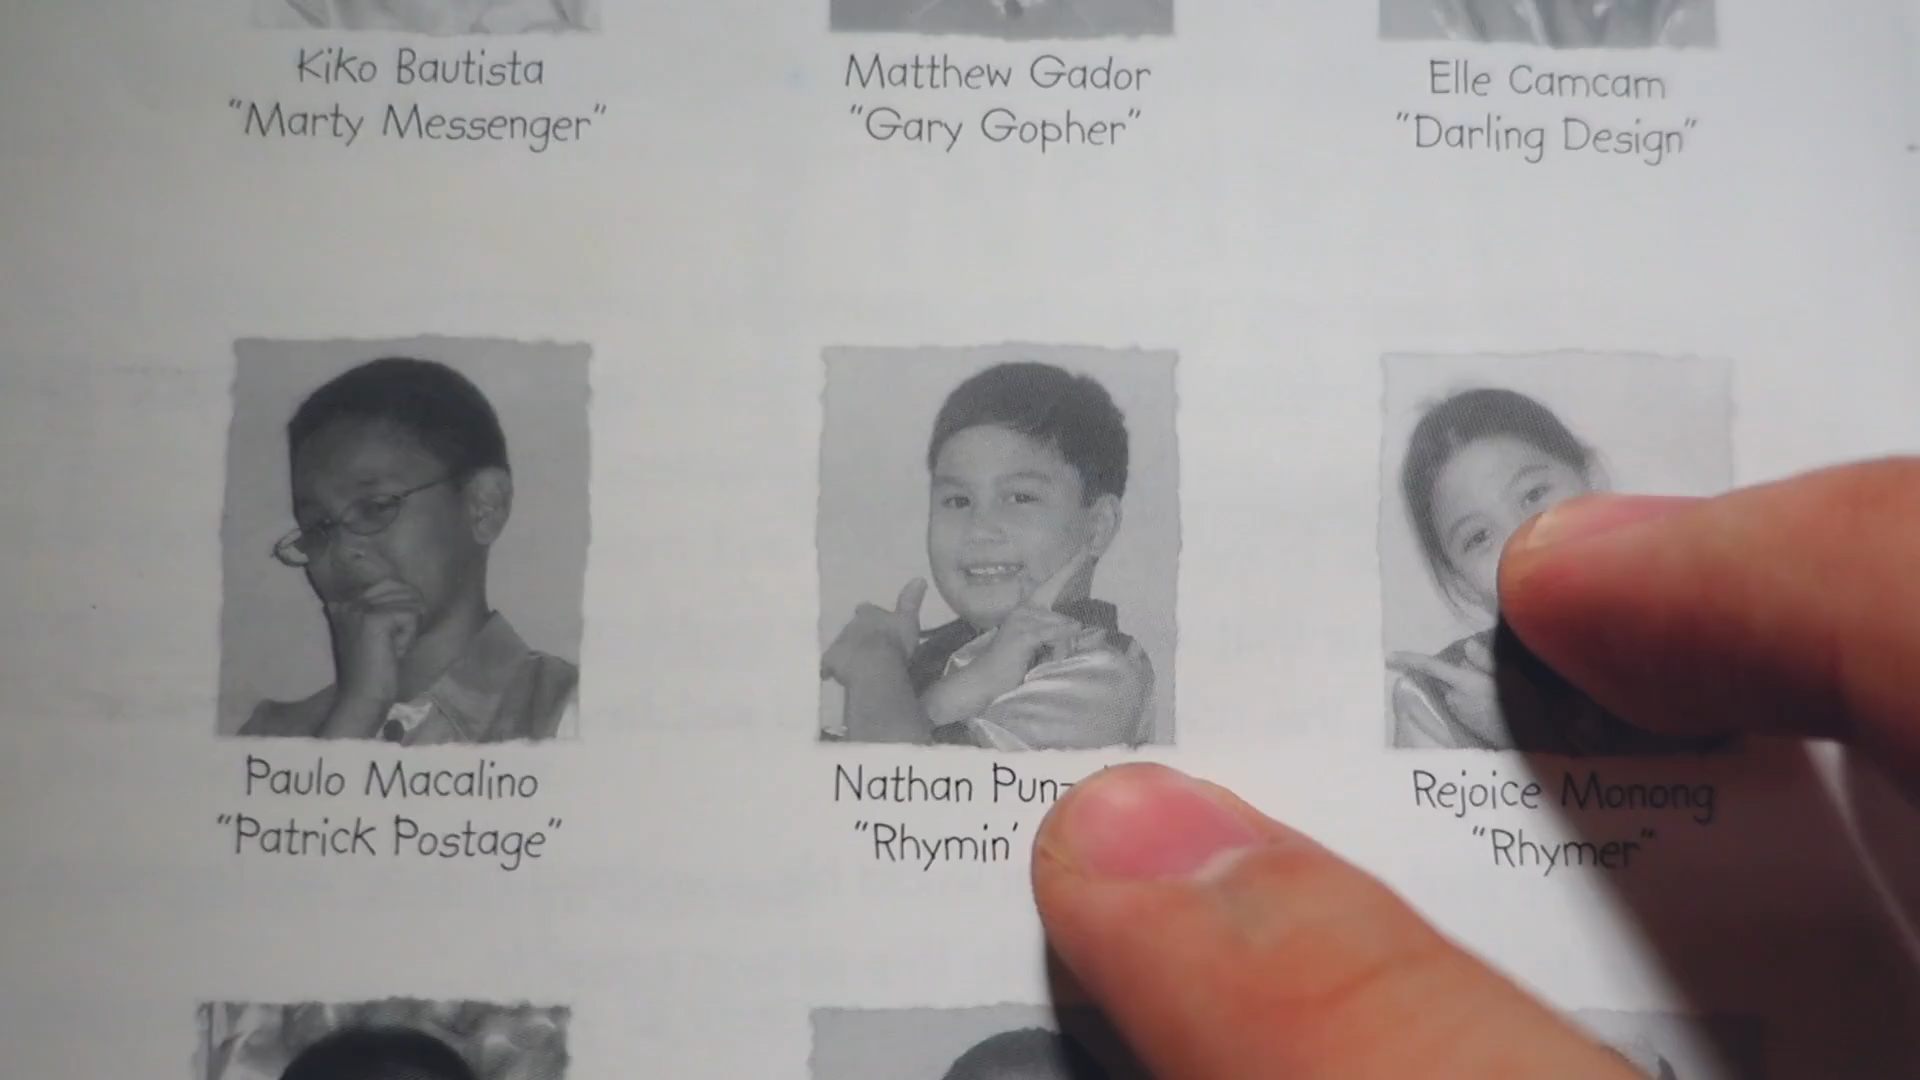 Kiko Bautista
"Marty Messenger"
Matthew Gador
"Gary Gopher"
Elle Camcam
"Darling Design"
Paulo Macalino
"Patrick Postage"
Nathan
"Rhymin'
Rejoice Monong
"Rhymer"